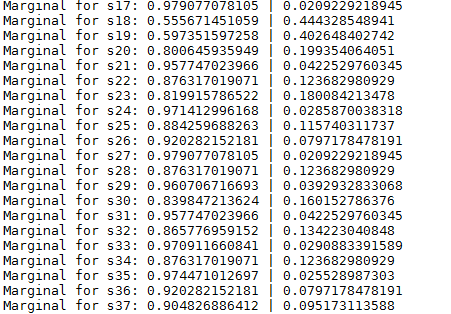 Marginal for s17: 0.979077078105 | 0.0209229218945
Marginal for s18: 0.555671451059 | 0.444328548941
Marginal for s19: 0.597351597258 | 0.402648402742
Marginal for s20: 0.800645935949 | 0.199354064051
Marginal for s21: 0.957747023966 | 0.0422529760345
Marginal for s22: 0.876317019071 | 0.123682980929
Marginal for s23: 0.819915786522 | 0.180084213478
Marginal for s24: 0.971412996168 | 0.0285870038318
Marginal for s25: 0.884259688263 | 0.115740311737
Marginal for s26: 0.920282152181 | 0.0797178478191
Marginal for s27: 0.979077078105 | 0.0209229218945
Marginal for s28: 0.876317019071 | 0.123682980929
Marginal for s29: 0.960706716693 | 0.0392932833068
Marginal for s30: 0.839847213624 | 0.160152786376
Marginal for s31: 0.957747023966 | 0.0422529760345
Marginal for s32: 0.865776959152 | 0.134223040848
Marginal for s33: 0.970911660841 | 0.0290883391589
Marginal for s34: 0.876317019071 | 0.123682980929
Marginal for s35: 0.974471012697 | 0.025528987303
Marginal for s36: 0.920282152181 | 0.0797178478191
Marginal for s37: 0.904826886412 | 0.095173113588